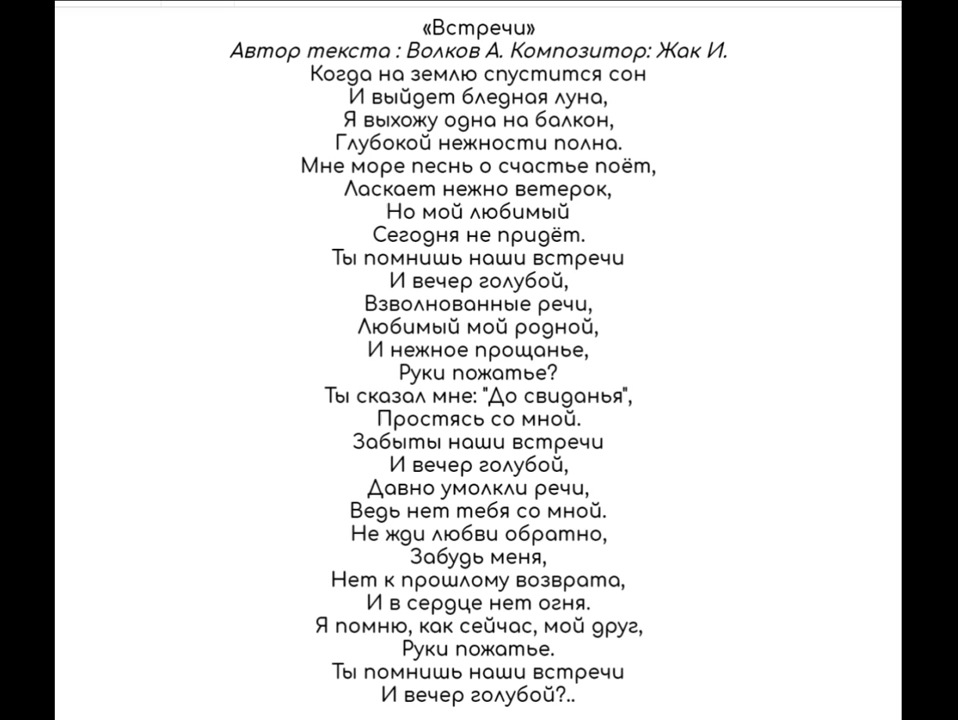 «Встречи»
Автор текста : Волков А. Композитор: Жак И.
Когда на землю спустится сон
И выйдет бледная луна,
Я выхожу одна на балкон,
Глубокой нежности полна.
Мне море песнь о счастье поёт,
Ласкает нежно ветерок,
Но мой любимый
Сегодня не придёт.
Ты помнишь наши встречи
И вечер голубой,
Взволнованные речи,
Любимый мой родной,
И нежное прощанье,
Руки пожатье?
Ты сказал мне: "До свиданья",
Простясь со мной.
Забыты наши встречи
И вечер голубой,
Давно умолкли речи,
Ведь нет тебя со мной.
Не жди любви обратно,
Забудь меня,
Нет к прошлому возврата,
И в сердце нет огня.
Я помню, как сейчас, мой друг,
Руки пожатье.
Ты помнишь наши встречи
И вечер голубой?..